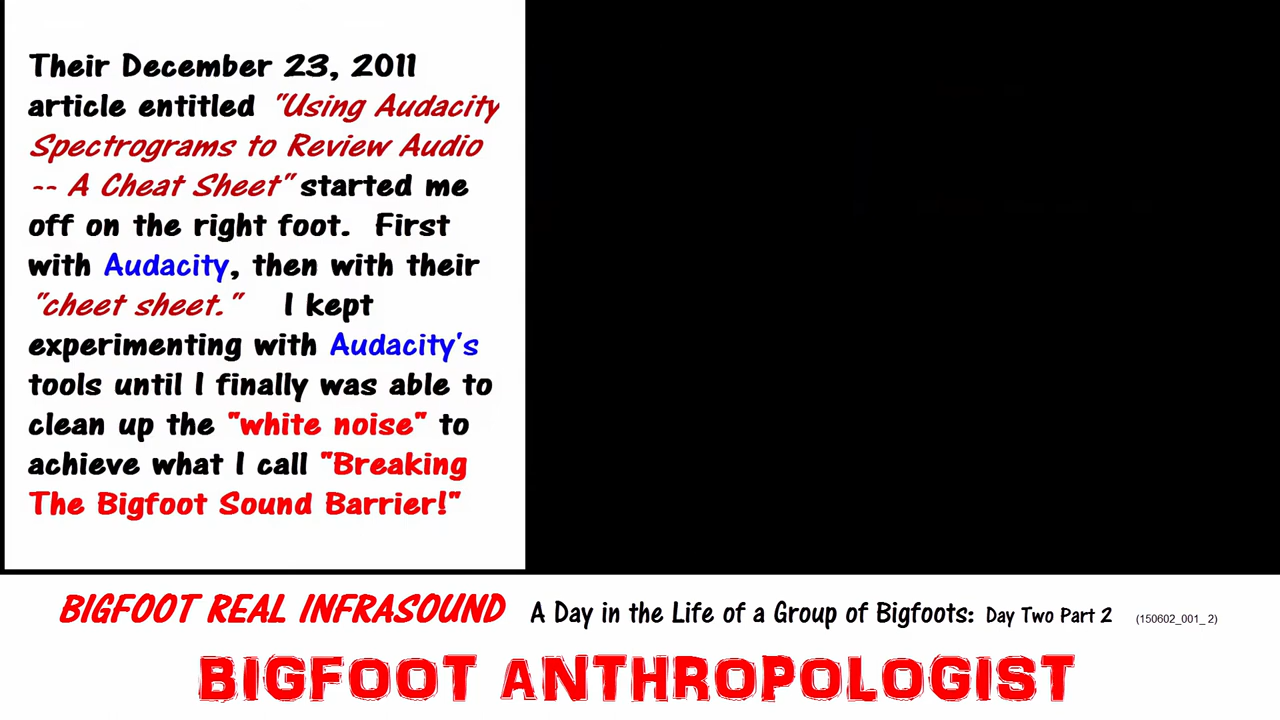 Their December 23, 2011
article entitled "Using Audacity
Spectrograms to Review Audio
-- A Cheat Sheet" started me
off on the right foot. First
with Audacity, then with their
"cheet sheet." I kept
experimenting with Audacity's
tools until I finally was able to
clean up the "white noise" to
achieve what I call "Breaking
The Bigfoot Sound Barrier!"
BIGFOOT REAL INFRASOUND A Day in the Life of a Group of Bigfoots: Day Two Part 2 (150602_001_ 2)
BIGFOOT ANTHROPOLOGIST